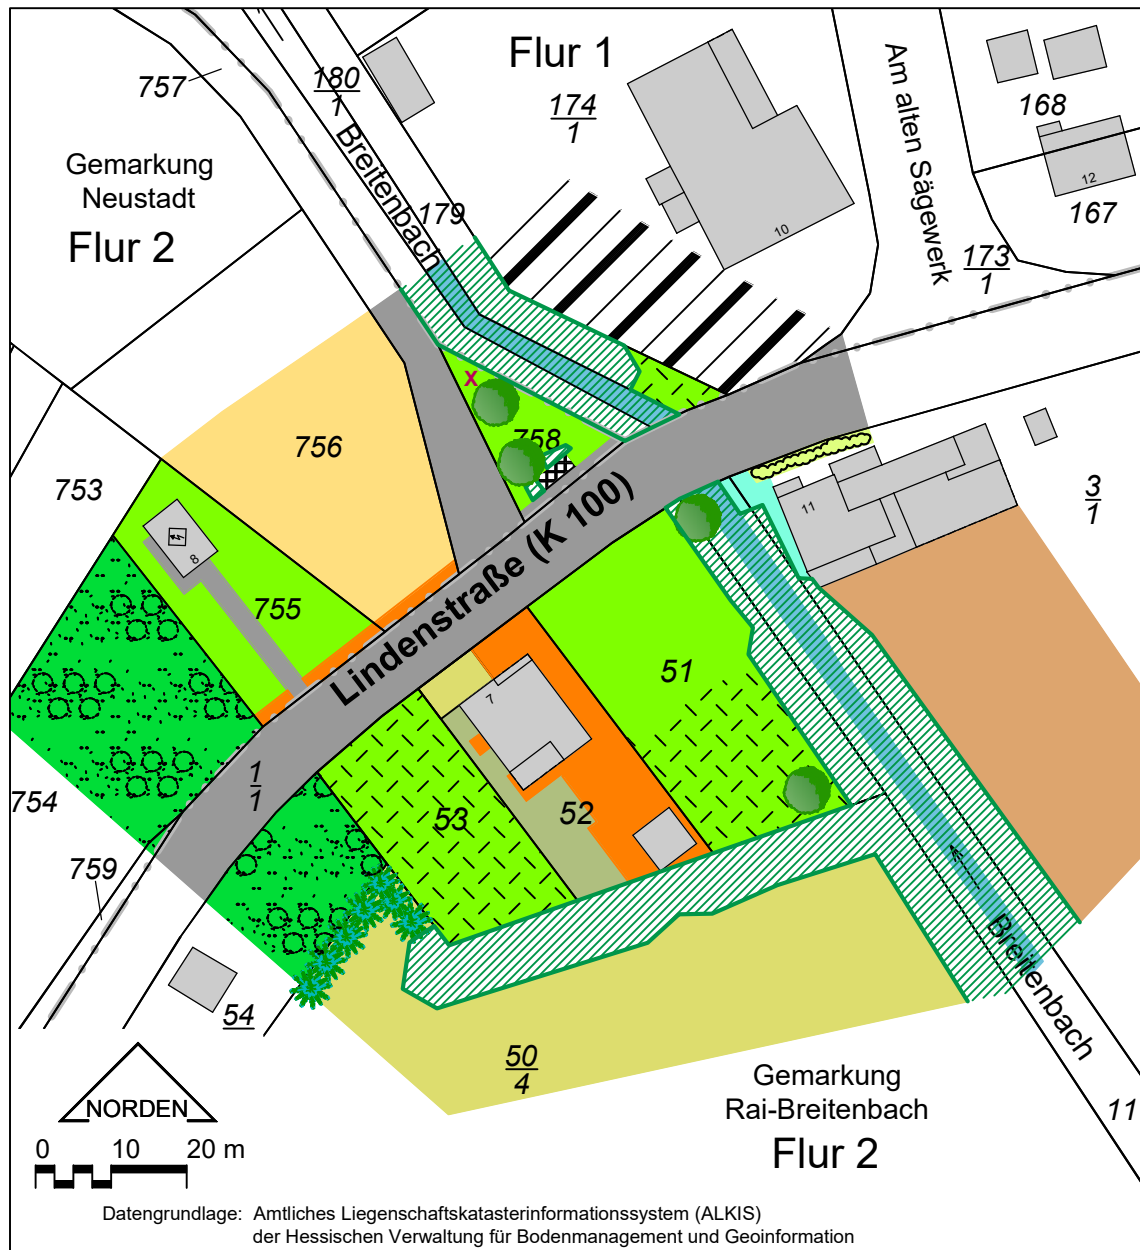 Flur 1
757
180
1
174
1
Am alten Sägewerk
168
Breitenbach
Gemarkung
Neustadt
Flur 2
179
12
167
10
173
1
X
756
758
753
3
1
11
8
Lindenstraße (K 100)
755
51
7
1
1
754
53
52
759
Breitenbach
54
50
4
Gemarkung
Rai-Breitenbach
Flur 2
11
NORDEN
0 10 20 m
Datengrundlage: Amtliches Liegenschaftskatasterinformationssystem (ALKIS)
der Hessischen Verwaltung für Bodenmanagement und Geoinformation